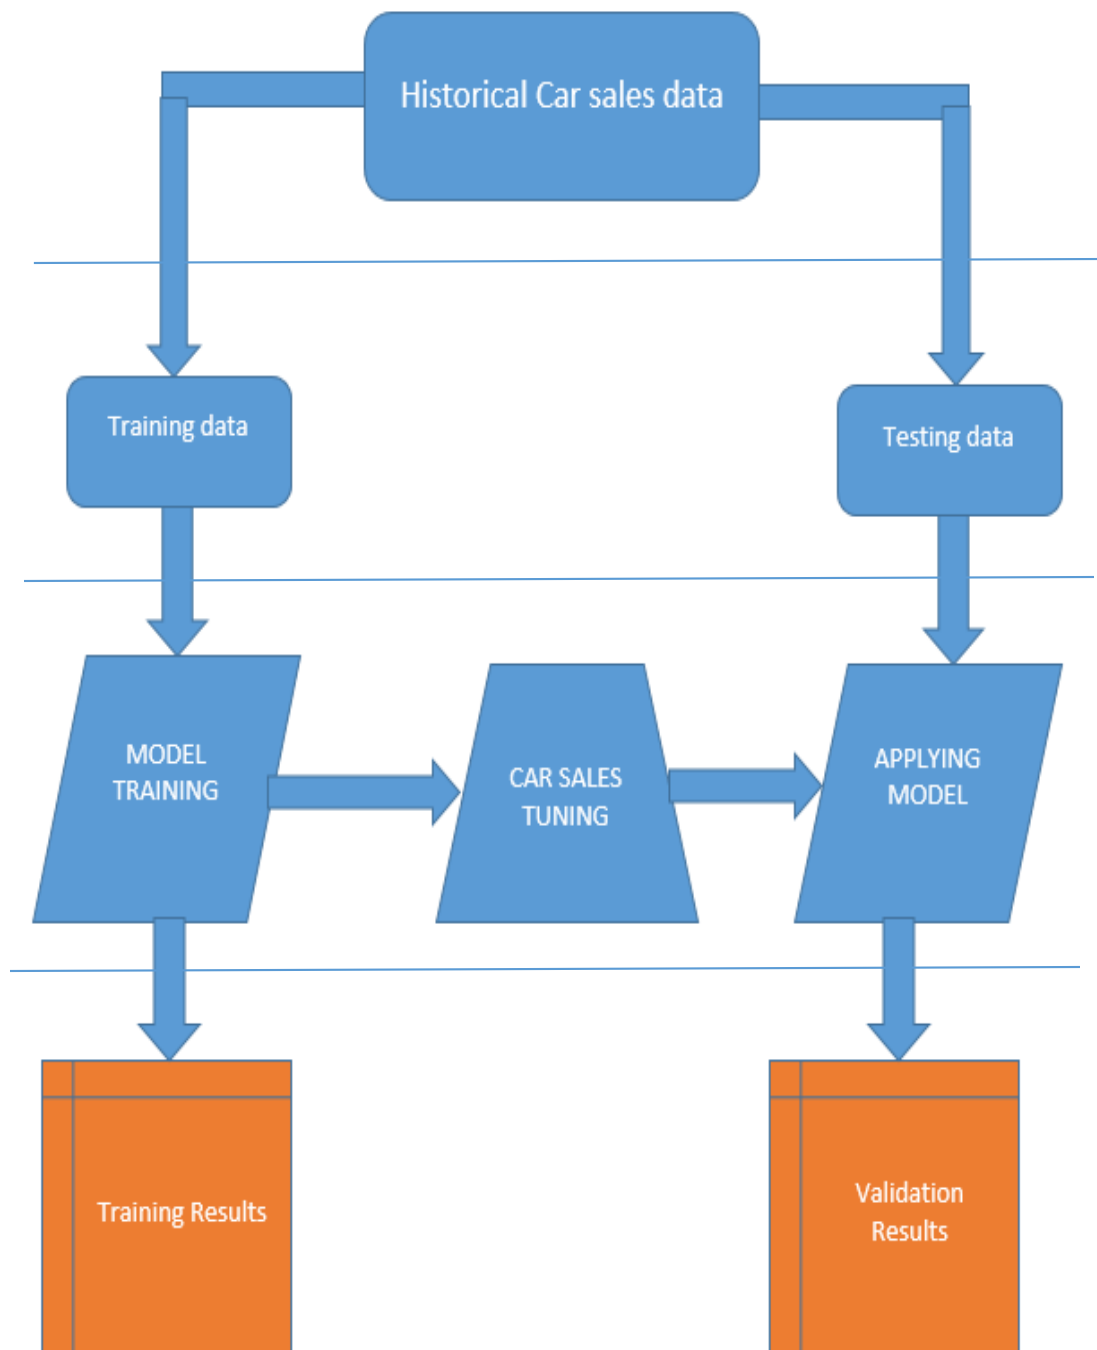 Historical Car sales data
Training data
Testing data
MODEL
TRAINING
CAR SALES
TUNING
APPLYING
MODEL
Training Results
Validation
Results